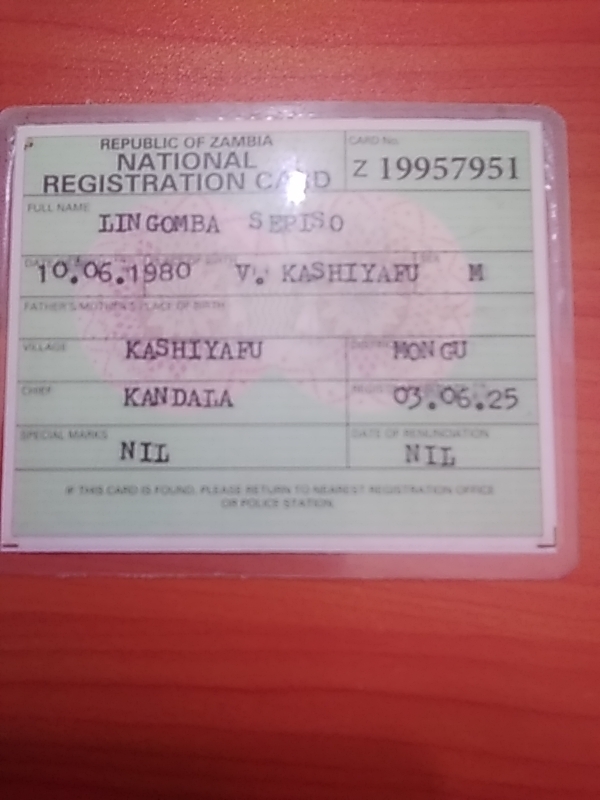 REPUBLIC OF ZAMBIA
NATIONAL
REGISTRATION CARD
CARD No.
Z 19957951
FULL NAME
LINGOMBA SEPISO
SEX
10.06.1980 V. KASHIYAFU M
FATHER'S/MOTHER'S PLACE OF BIRTH
VILLAGE KASHIYAFU
DISTRICT MONGU
CHIEF KANDALA
03.06.25
SPECIAL MARKS
NIL
DATE OF RENUNCIATION
NIL
IF THIS CARD IS FOUND, PLEASE RETURN TO NEAREST REGISTRATION OFFICE
OR POLICE STATION